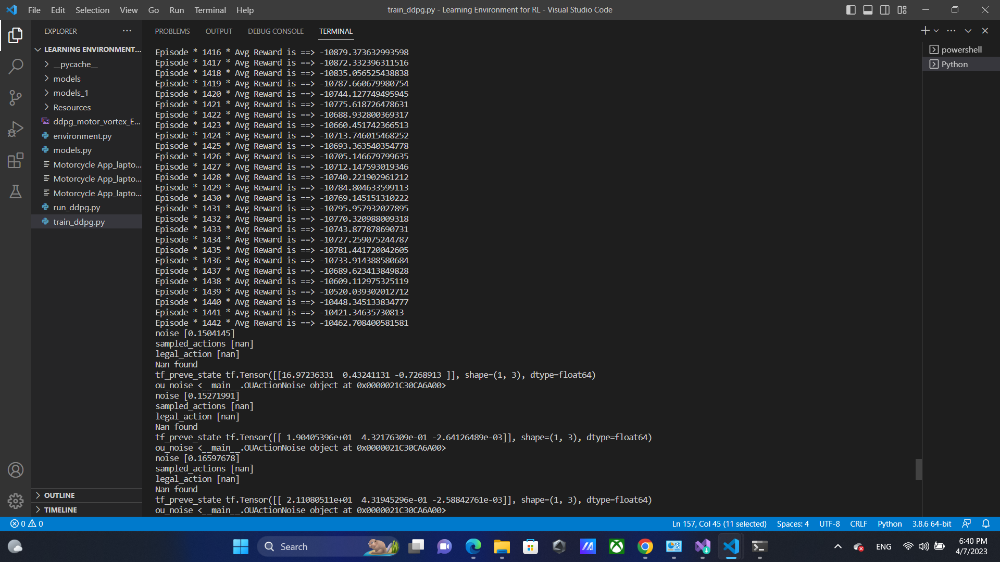 File Edit Selection View Go Run Terminal Help
train_ddpg.py - Learning Environment for RL - Visual Studio Code
EXPLORER
LEARNING ENVIRONMENT...
__pycache__
models
models_1
Resources
ddpg_motor_vortex_E...
environment.py
models.py
Motorcycle App_lapto...
Motorcycle App_lapto...
Motorcycle App_lapto...
run_ddpg.py
train_ddpg.py
OUTLINE
TIMELINE
PROBLEMS OUTPUT DEBUG CONSOLE TERMINAL
Episode * 1416 * Avg Reward is ==> -10879.373632993598
Episode * 1417 * Avg Reward is ==> -10872.332396311516
Episode * 1418 * Avg Reward is ==> -10835.056525438838
Episode * 1419 * Avg Reward is ==> -10787.660679980754
Episode * 1420 * Avg Reward is ==> -10744.127749495945
Episode * 1421 * Avg Reward is ==> -10775.618726478631
Episode * 1422 * Avg Reward is ==> -10688.932800369317
Episode * 1423 * Avg Reward is ==> -10660.451742366513
Episode * 1424 * Avg Reward is ==> -10713.746015468252
Episode * 1425 * Avg Reward is ==> -10693.363540354778
Episode * 1426 * Avg Reward is ==> -10705.146679799635
Episode * 1427 * Avg Reward is ==> -10712.147593019346
Episode * 1428 * Avg Reward is ==> -10740.221902961212
Episode * 1429 * Avg Reward is ==> -10784.804633599113
Episode * 1430 * Avg Reward is ==> -10769.145151310222
Episode * 1431 * Avg Reward is ==> -10795.957932027895
Episode * 1432 * Avg Reward is ==> -10770.320988009318
Episode * 1433 * Avg Reward is ==> -10743.877878690731
Episode * 1434 * Avg Reward is ==> -10727.259075244787
Episode * 1435 * Avg Reward is ==> -10781.441720042605
Episode * 1436 * Avg Reward is ==> -10733.914388580684
Episode * 1437 * Avg Reward is ==> -10689.623413849828
Episode * 1438 * Avg Reward is ==> -10609.112975325119
Episode * 1439 * Avg Reward is ==> -10520.039302012712
Episode * 1440 * Avg Reward is ==> -10448.345133834777
Episode * 1441 * Avg Reward is ==> -10421.34635730813
Episode * 1442 * Avg Reward is ==> -10462.708400581581
noise [0.1504145]
sampled_actions [nan]
legal_action [nan]
Nan found
tf_preve_state tf.Tensor([[16.97236331  0.43241131 -0.7268913 ]], shape=(1, 3), dtype=float64)
ou_noise <__main__.OUActionNoise object at 0x0000021C30CA6A00>
noise [0.15271991]
sampled_actions [nan]
legal_action [nan]
Nan found
tf_preve_state tf.Tensor([[ 1.90405396e+01  4.32176309e-01 -2.64126489e-03]], shape=(1, 3), dtype=float64)
ou_noise <__main__.OUActionNoise object at 0x0000021C30CA6A00>
noise [0.16597678]
sampled_actions [nan]
legal_action [nan]
Nan found
tf_preve_state tf.Tensor([[ 2.11080511e+01  4.31945296e-01 -2.58842761e-03]], shape=(1, 3), dtype=float64)
ou_noise <__main__.OUActionNoise object at 0x0000021C30CA6A00>
powershell
Python
0 0
Ln 157, Col 45 (11 selected) Spaces: 4 UTF-8 CRLF Python 3.8.6 64-bit
Search
ENG
6:40 PM
4/7/2023